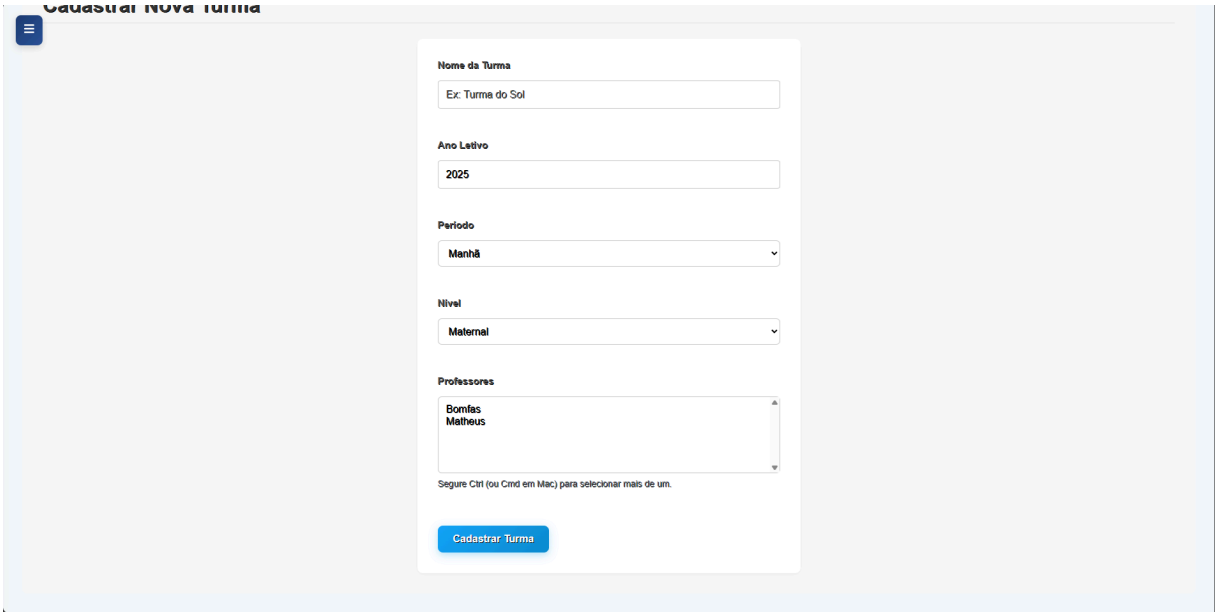 Cadastrar Nova Turma
Nome da Turma
Ex: Turma do Sol
Ano Letivo
2025
Período
Manhã
Nível
Maternal
Professores
Bomfas
Matheus
Segure Ctrl (ou Cmd em Mac) para selecionar mais de um.
Cadastrar Turma